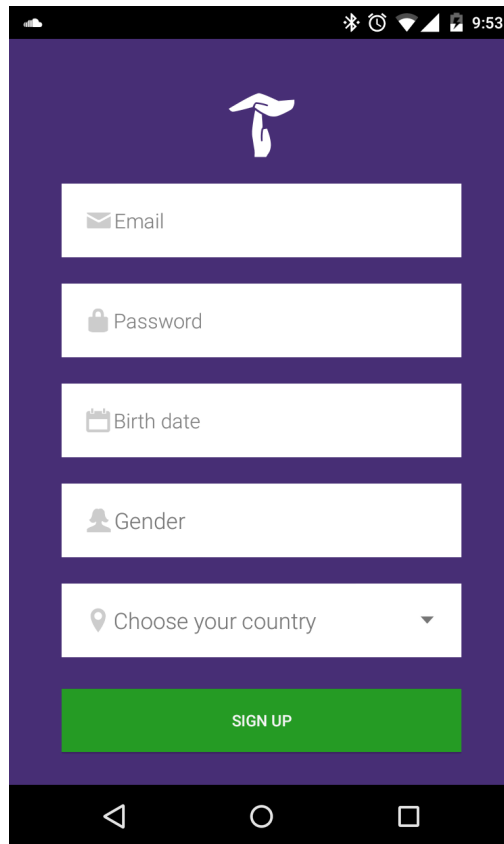 9:53
Email
Password
Birth date
Gender
Choose your country
SIGN UP